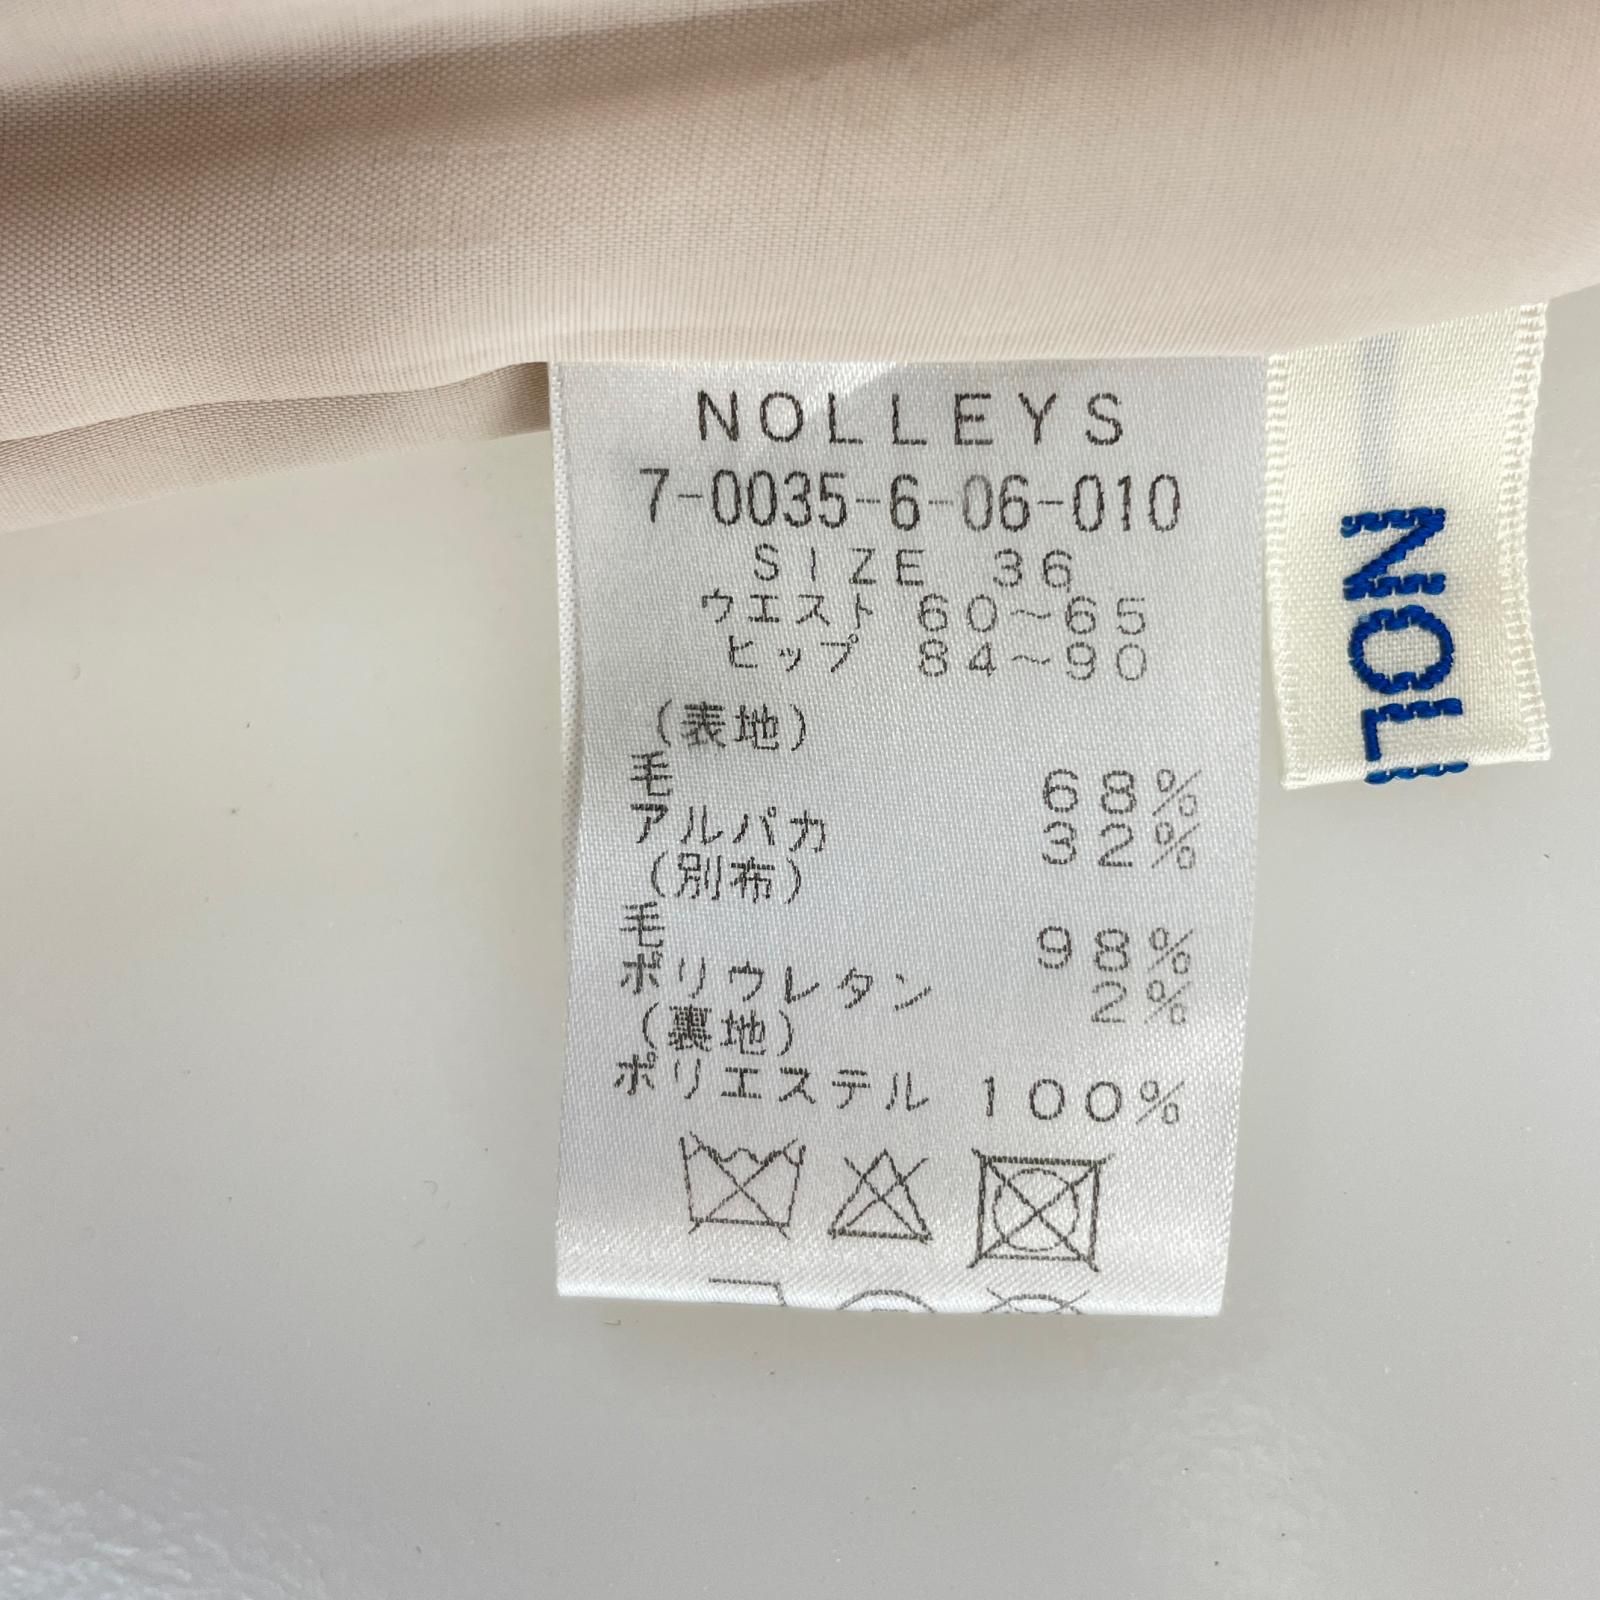 NOLLEYS
7-0035-6-06-010
SIZE 36
ウエスト 60～65
ヒップ 84～90
(表地)
毛 68%
アルパカ 32%
(別布)
毛 98%
ポリウレタン 2%
(裏地)
ポリエステル 100%
NOL